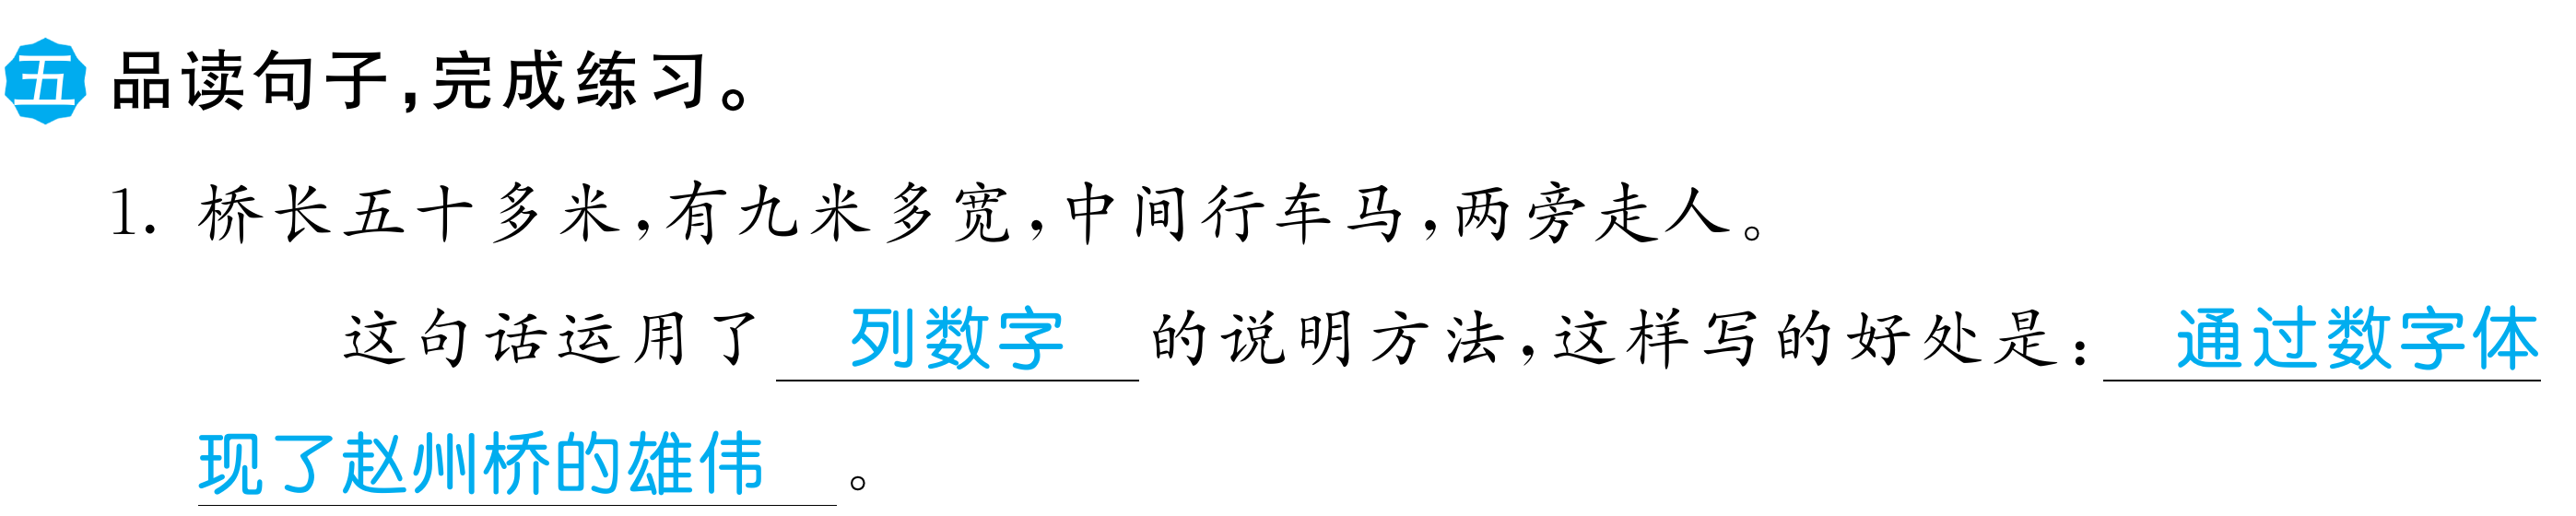 五 品读句子,完成练习。
1. 桥长五十多米,有九米多宽,中间行车马,两旁走人。
这句话运用了 列数字 的说明方法,这样写的好处是: 通过数字体
现了赵州桥的雄伟 。